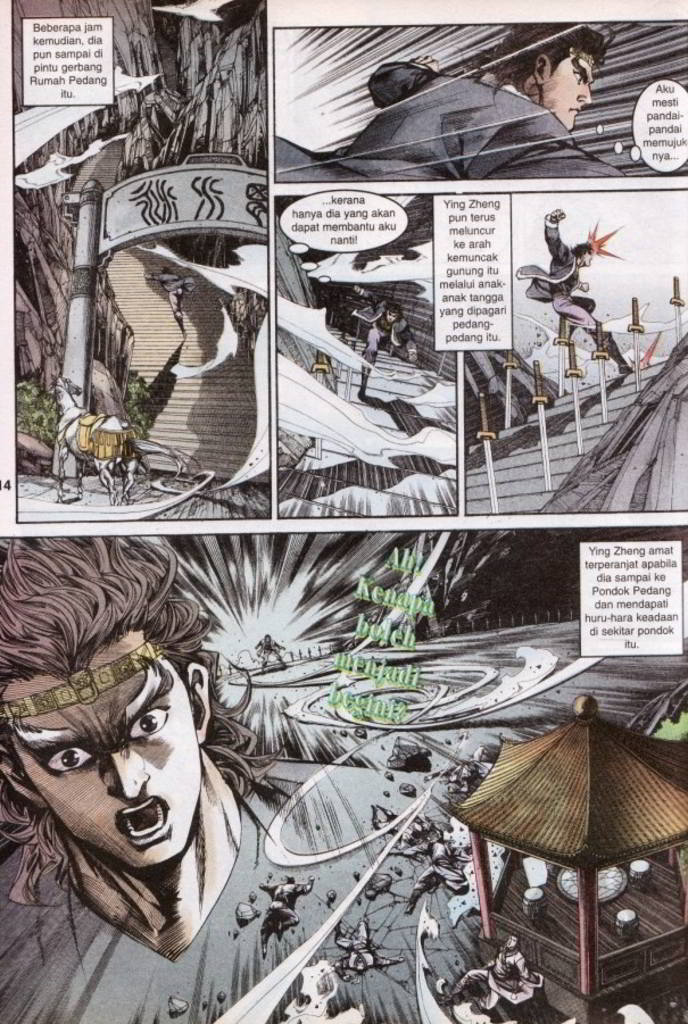 Beberapa jam
kemudian, dia
pun sampai di
pintu gerbang
Rumah Pedang
itu.
Aku
mesti
pandai-
pandai
memujuk
nya...
...kerana
hanya dia yang akan
dapat membantu aku
nanti!
Ying Zheng
pun terus
meluncur
ke arah
kemuncak
gunung itu
melalui anak-
anak tangga
yang dipagari
pedang-
pedang itu.
14
Ying Zheng amat
terperanjat apabila
dia sampai ke
Pondok Pedang
dan mendapati
huru-hara keadaan
di sekitar pondok
itu.
Ah!
Kenapa
boleh
menjadi
begini?